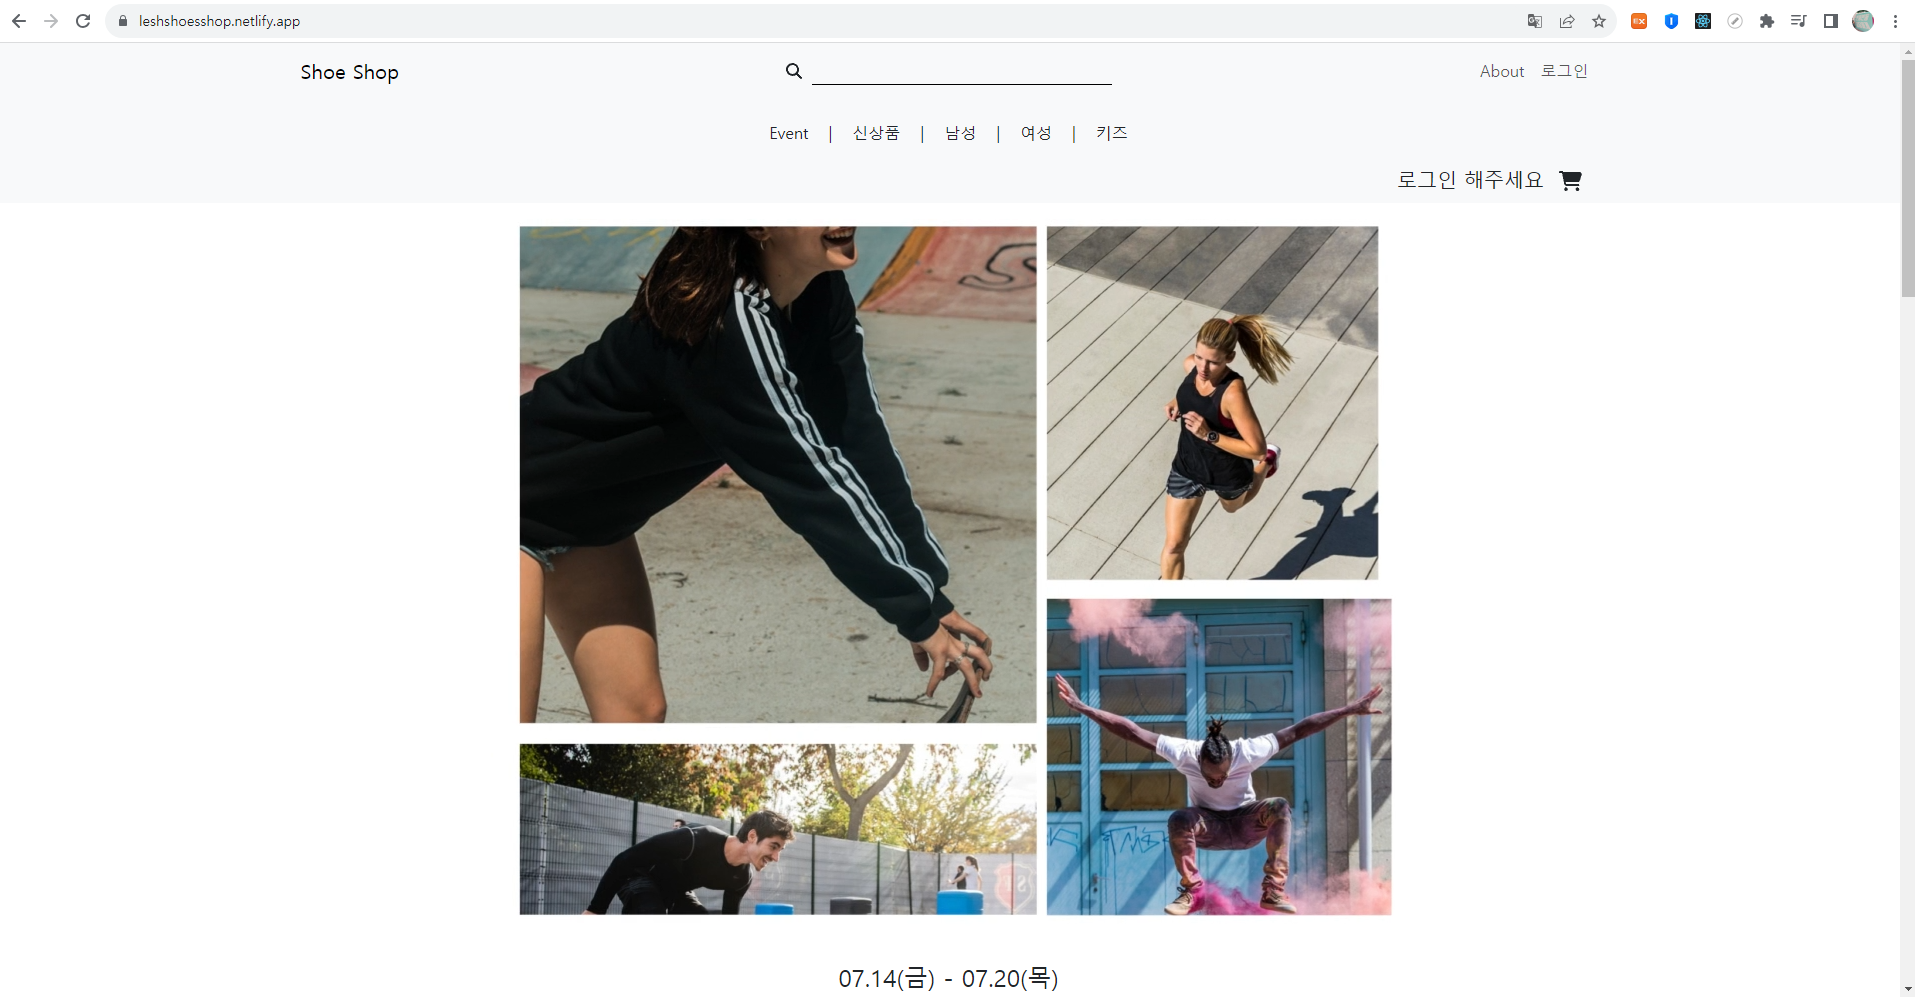 leshshoesshop.netlify.app
Shoe Shop
About 로그인
Event | 신상품 | 남성 | 여성 | 키즈
로그인 해주세요
07.14(금) - 07.20(목)